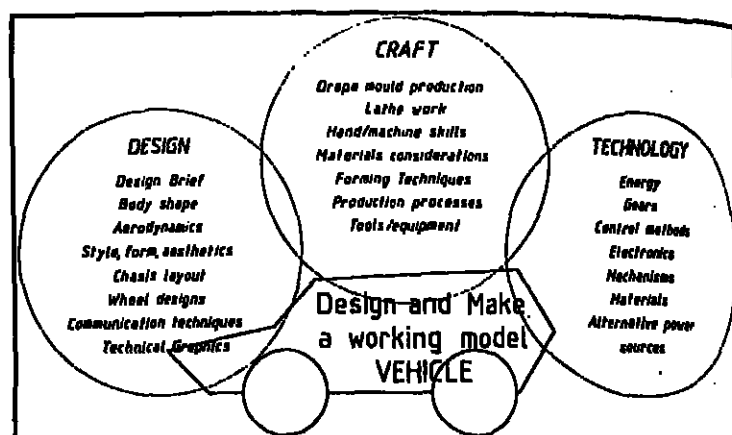 CRAFT
Drape mould production
Lathe work
Hand/machine skills
Materials considerations
Forming Techniques
Production processes
Tools/equipment
DESIGN
Design Brief
Body shape
Aerodynamics
Style, form, aesthetics
Chasis layout
Wheel designs
Communication techniques
Technical Graphics
TECHNOLOGY
Energy
Gears
Control methods
Electronics
Mechanisms
Materials
Alternative power
sources
Design and Make
a working model
VEHICLE